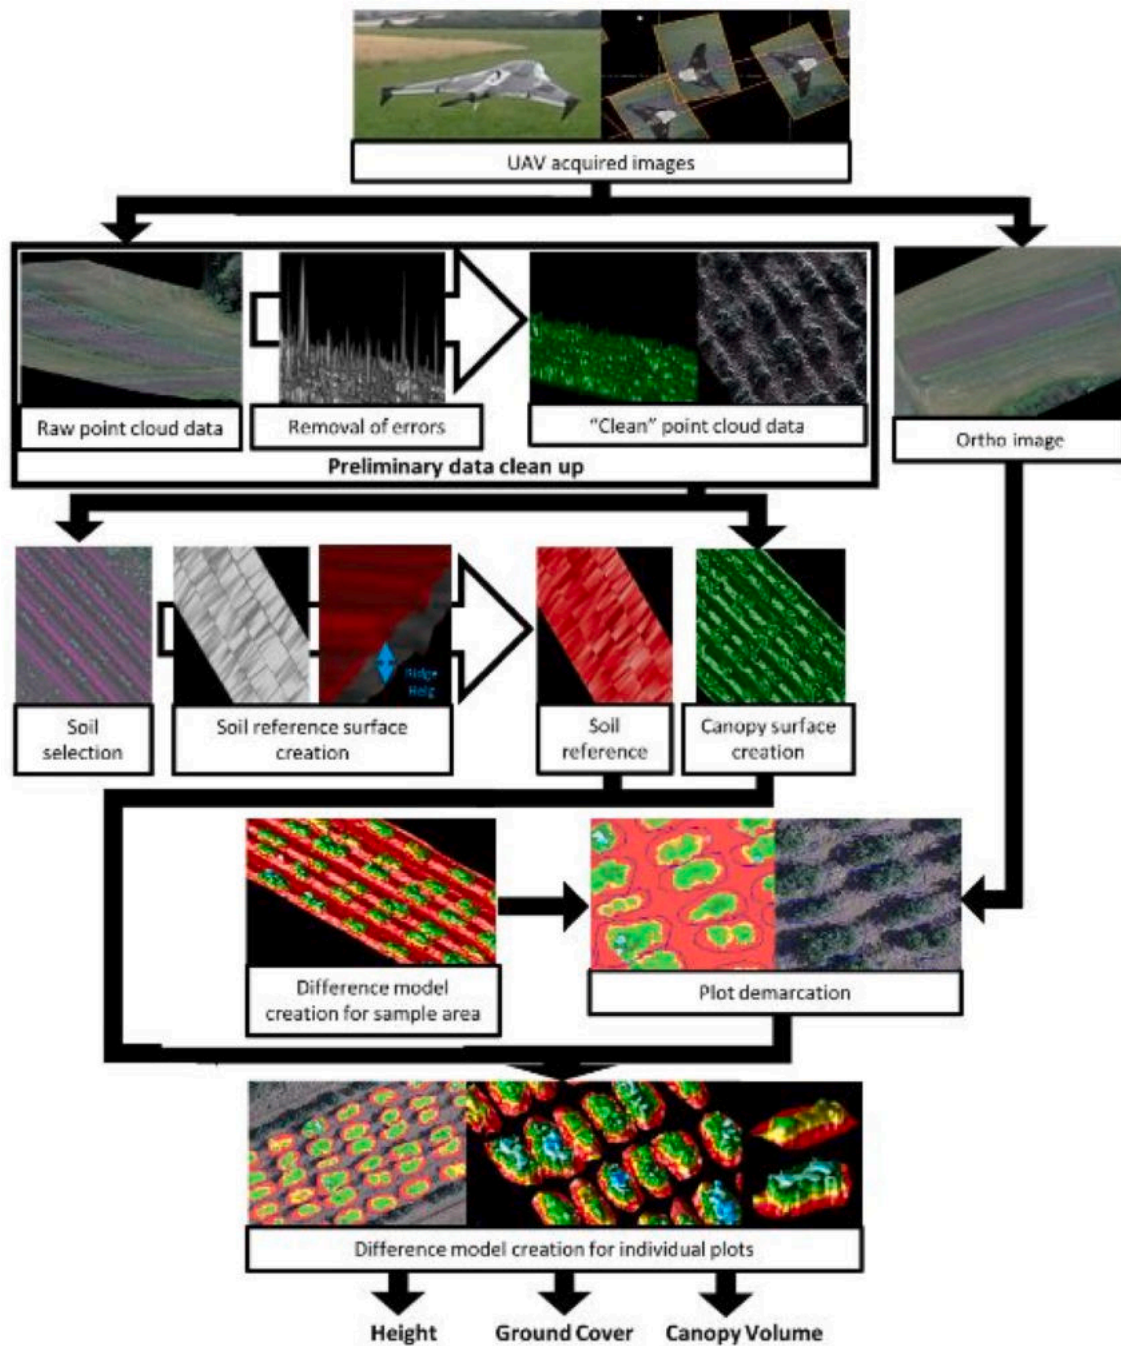 UAV acquired images
Raw point cloud data
Removal of errors
“Clean” point cloud data
Ortho image
Preliminary data clean up
Ridge
Heig
Soil
selection
Soil reference surface
creation
Soil
reference
Canopy surface
creation
Difference model
creation for sample area
Plot demarcation
Difference model creation for individual plots
Height
Ground Cover
Canopy Volume